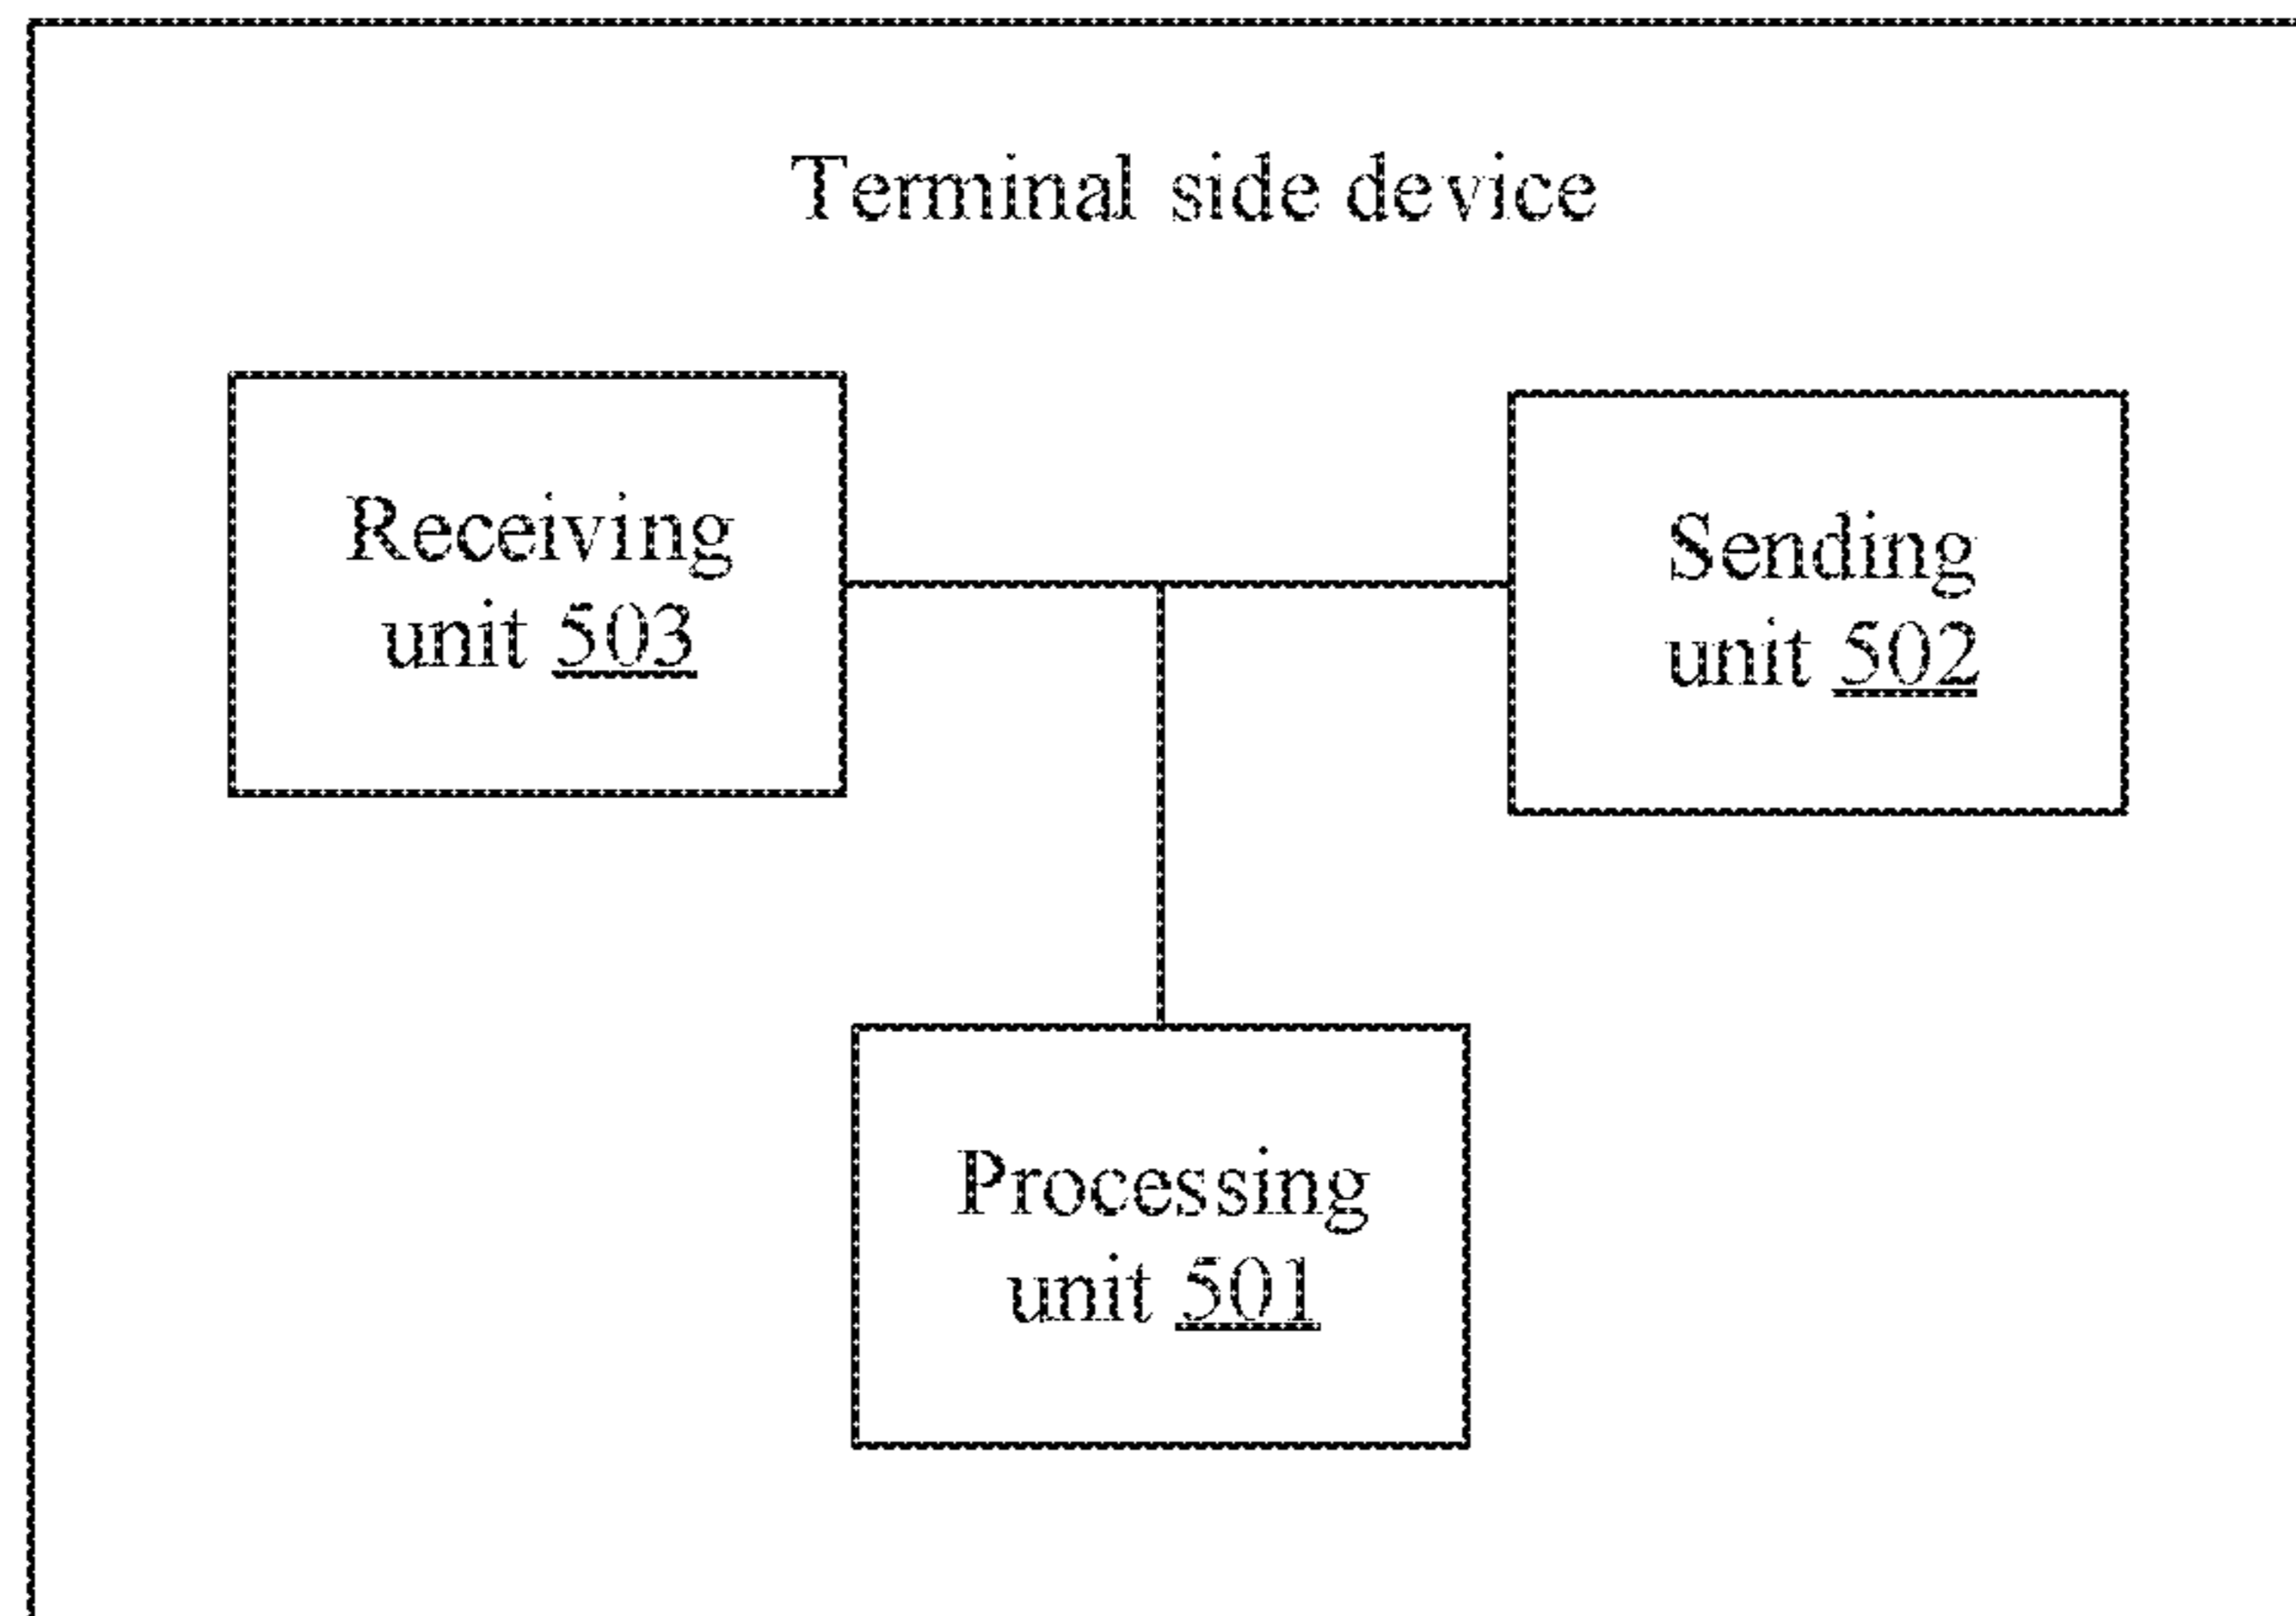 Terminal side device
Receiving
unit 503
Sending
unit 502
Processing
unit 501